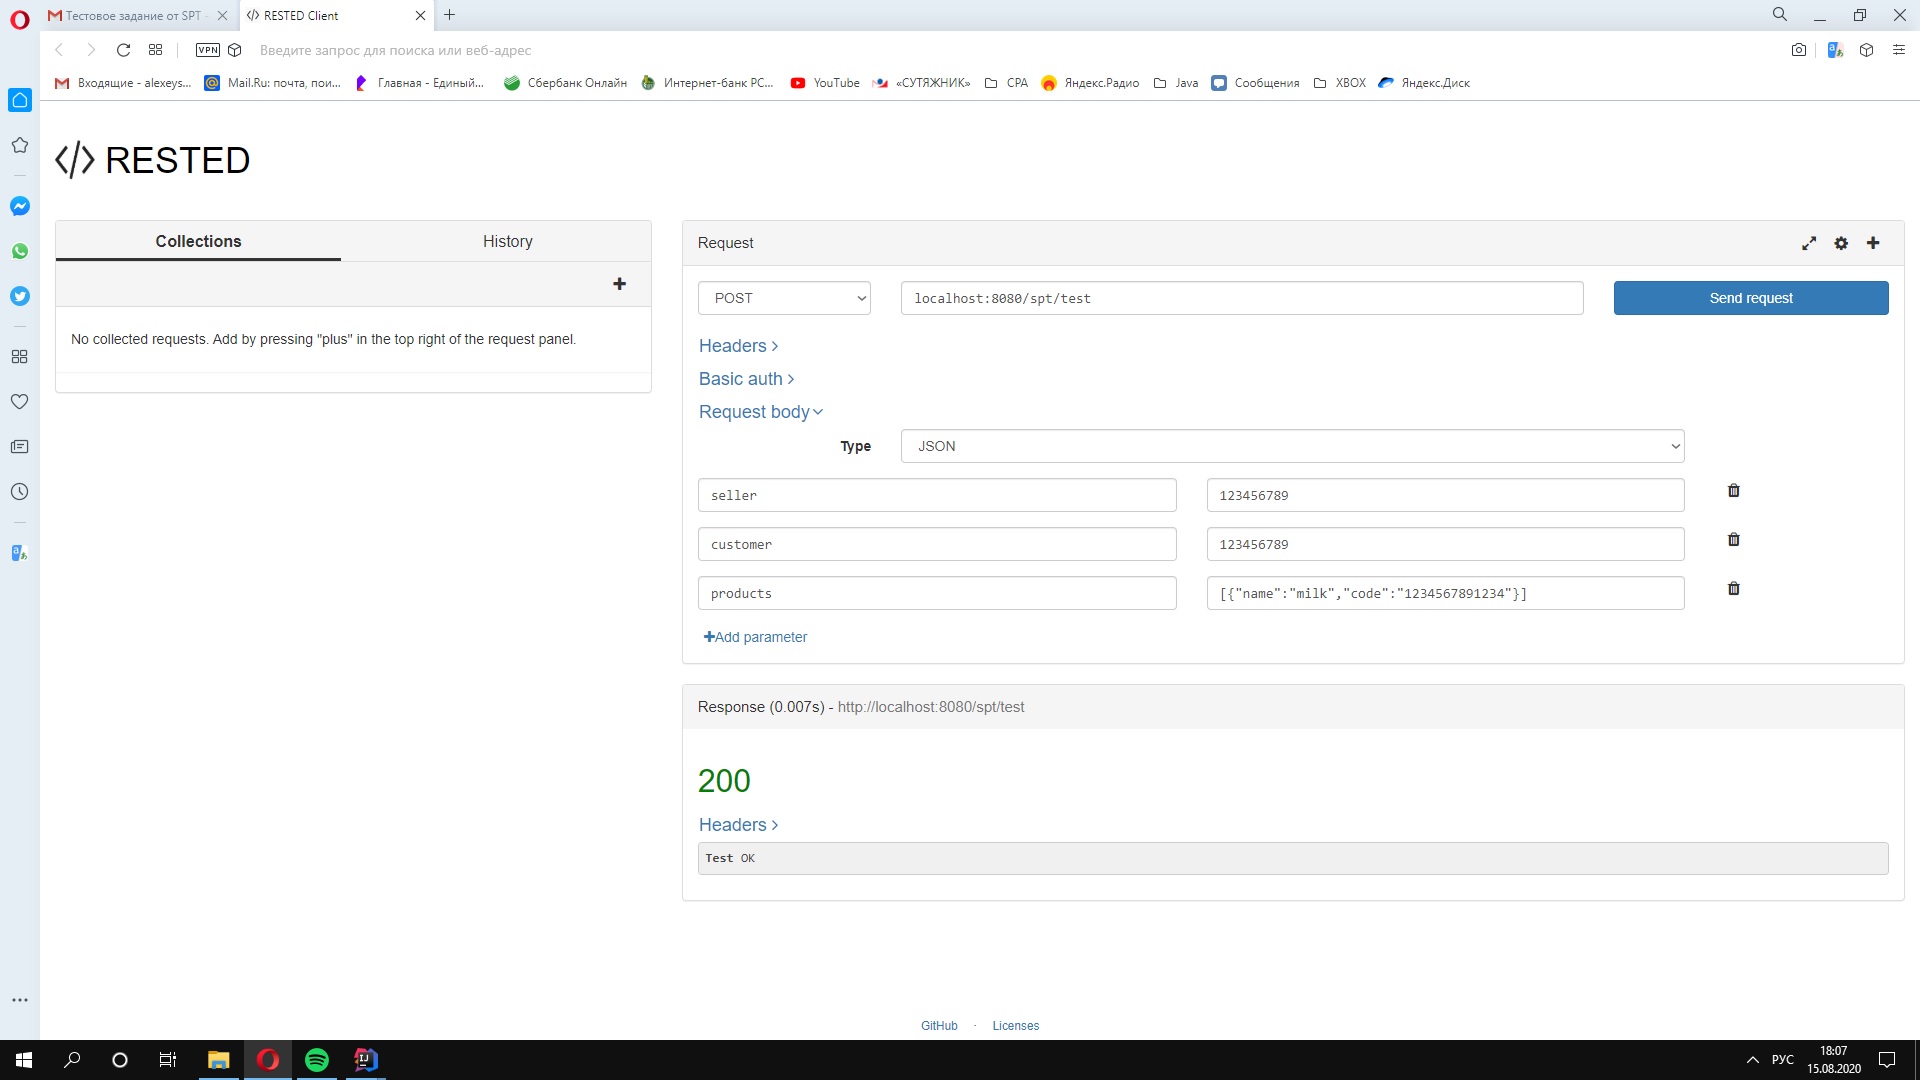 Тестовое задание от SPT -
RESTED Client
VPN
Введите запрос для поиска или веб-адрес
Входящие - alexeys...
Mail.Ru: почта, пои...
Главная - Единый...
Сбербанк Онлайн
Интернет-банк РС...
YouTube
«СУТЯЖНИК»
CPA
Яндекс.Радио
Java
Сообщения
XBOX
Яндекс.Диск
</> RESTED
Collections
History
No collected requests. Add by pressing "plus" in the top right of the request panel.
Request
POST
localhost:8080/spt/test
Send request
Headers
Basic auth
Request body
Type
JSON
seller
123456789
customer
123456789
products
[{"name":"milk","code":"1234567891234"}]
Add parameter
Response (0.007s) - http://localhost:8080/spt/test
200
Headers
Test OK
GitHub · Licenses
РУС
18:07
15.08.2020